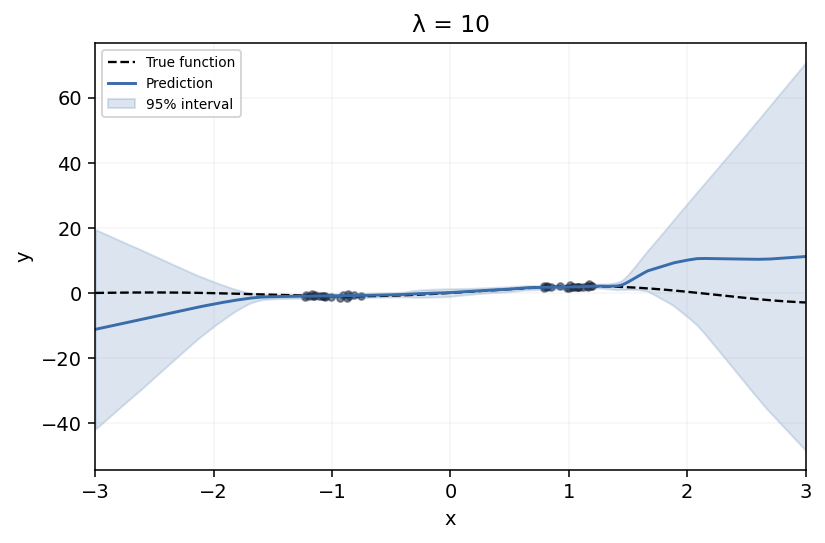 λ = 10
True function
Prediction
95% interval
60
40
20
0
−20
−40
y
−3
−2
−1
0
1
2
3
x